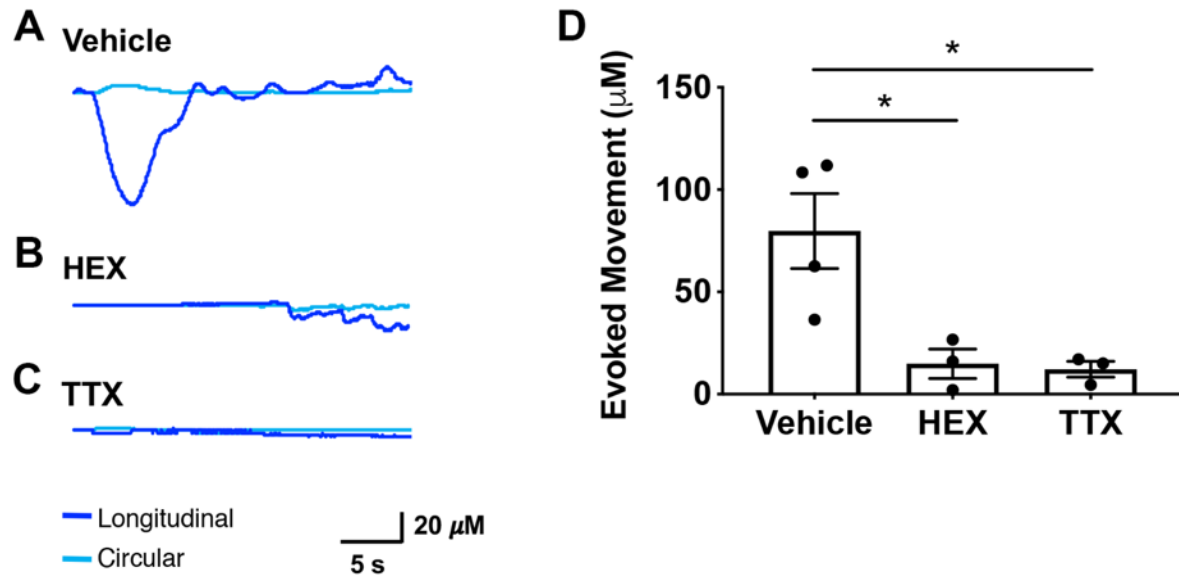 A
Vehicle
B
HEX
C
TTX
Longitudinal
Circular
20 μM
5 s
D
*
*
Evoked Movement (μM)
150
100
50
0
Vehicle HEX TTX